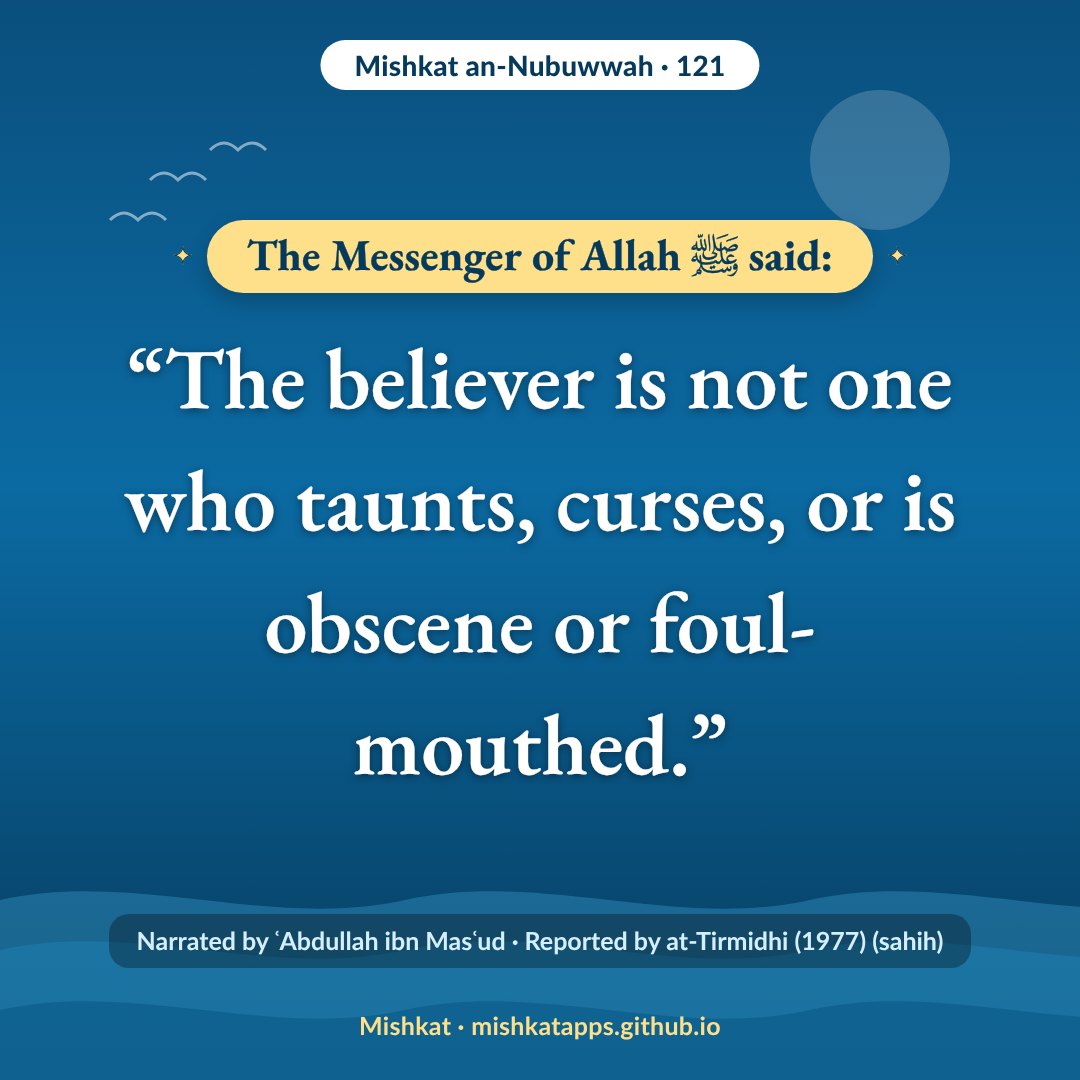 Mishkat an-Nubuwwah · 121
The Messenger of Allah ﷺ said:
“The believer is not one
who taunts, curses, or is
obscene or foul-
mouthed.”
Narrated by ʿAbdullah ibn Masʿud · Reported by at-Tirmidhi (1977) (sahih)
Mishkat · mishkatapps.github.io